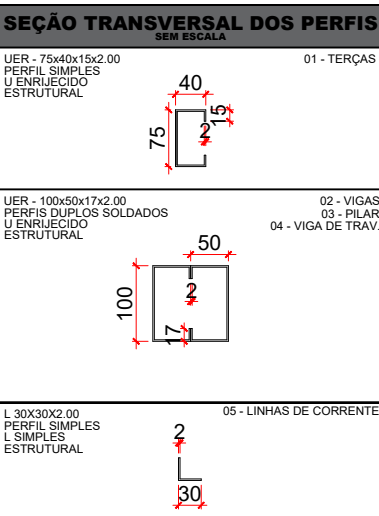 SEÇÃO TRANSVERSAL DOS PERFIS
SEM ESCALA
UER - 75x40x15x2.00
PERFIL SIMPLES
U ENRIJECIDO
ESTRUTURAL
01 - TERÇAS
40
15
75
2
UER - 100x50x17x2.00
PERFIS DUPLOS SOLDADOS
U ENRIJECIDO
ESTRUTURAL
02 - VIGAS
03 - PILAR
04 - VIGA DE TRAV.
50
100
2
17
L 30X30X2.00
PERFIL SIMPLES
L SIMPLES
ESTRUTURAL
05 - LINHAS DE CORRENTE
2
30